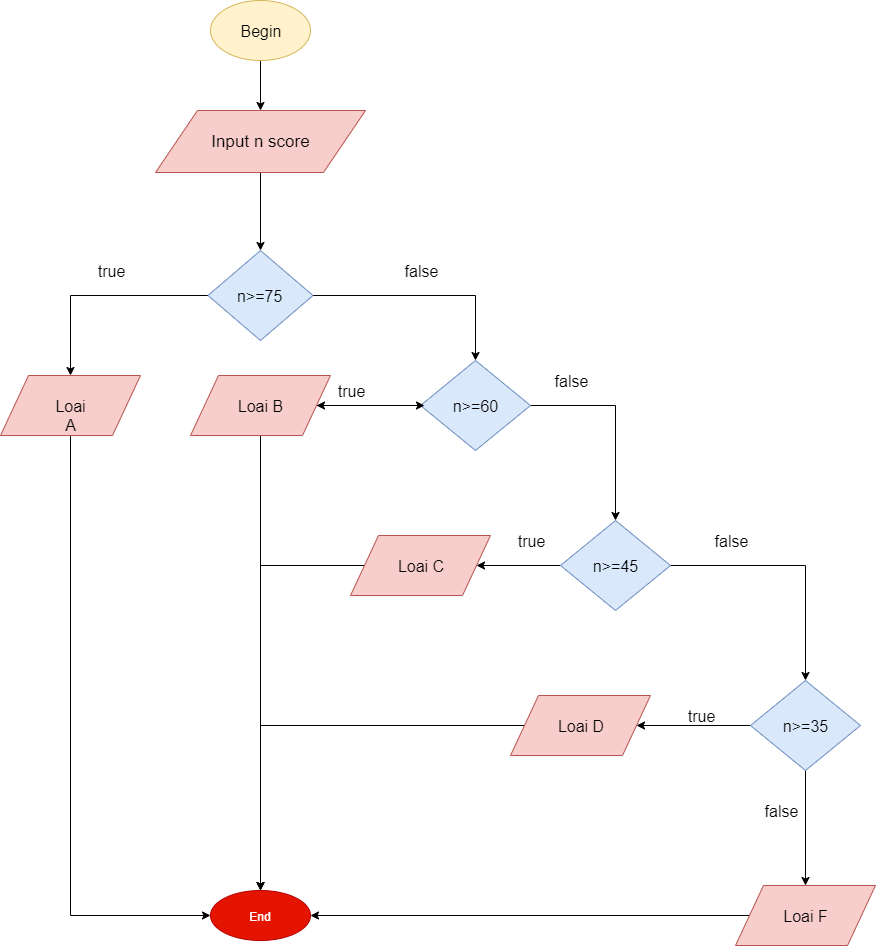 Begin
Input n score
true
false
n>=75
Loai
A
Loai B
true
n>=60
false
Loai C
true
n>=45
false
Loai D
true
n>=35
false
End
Loai F